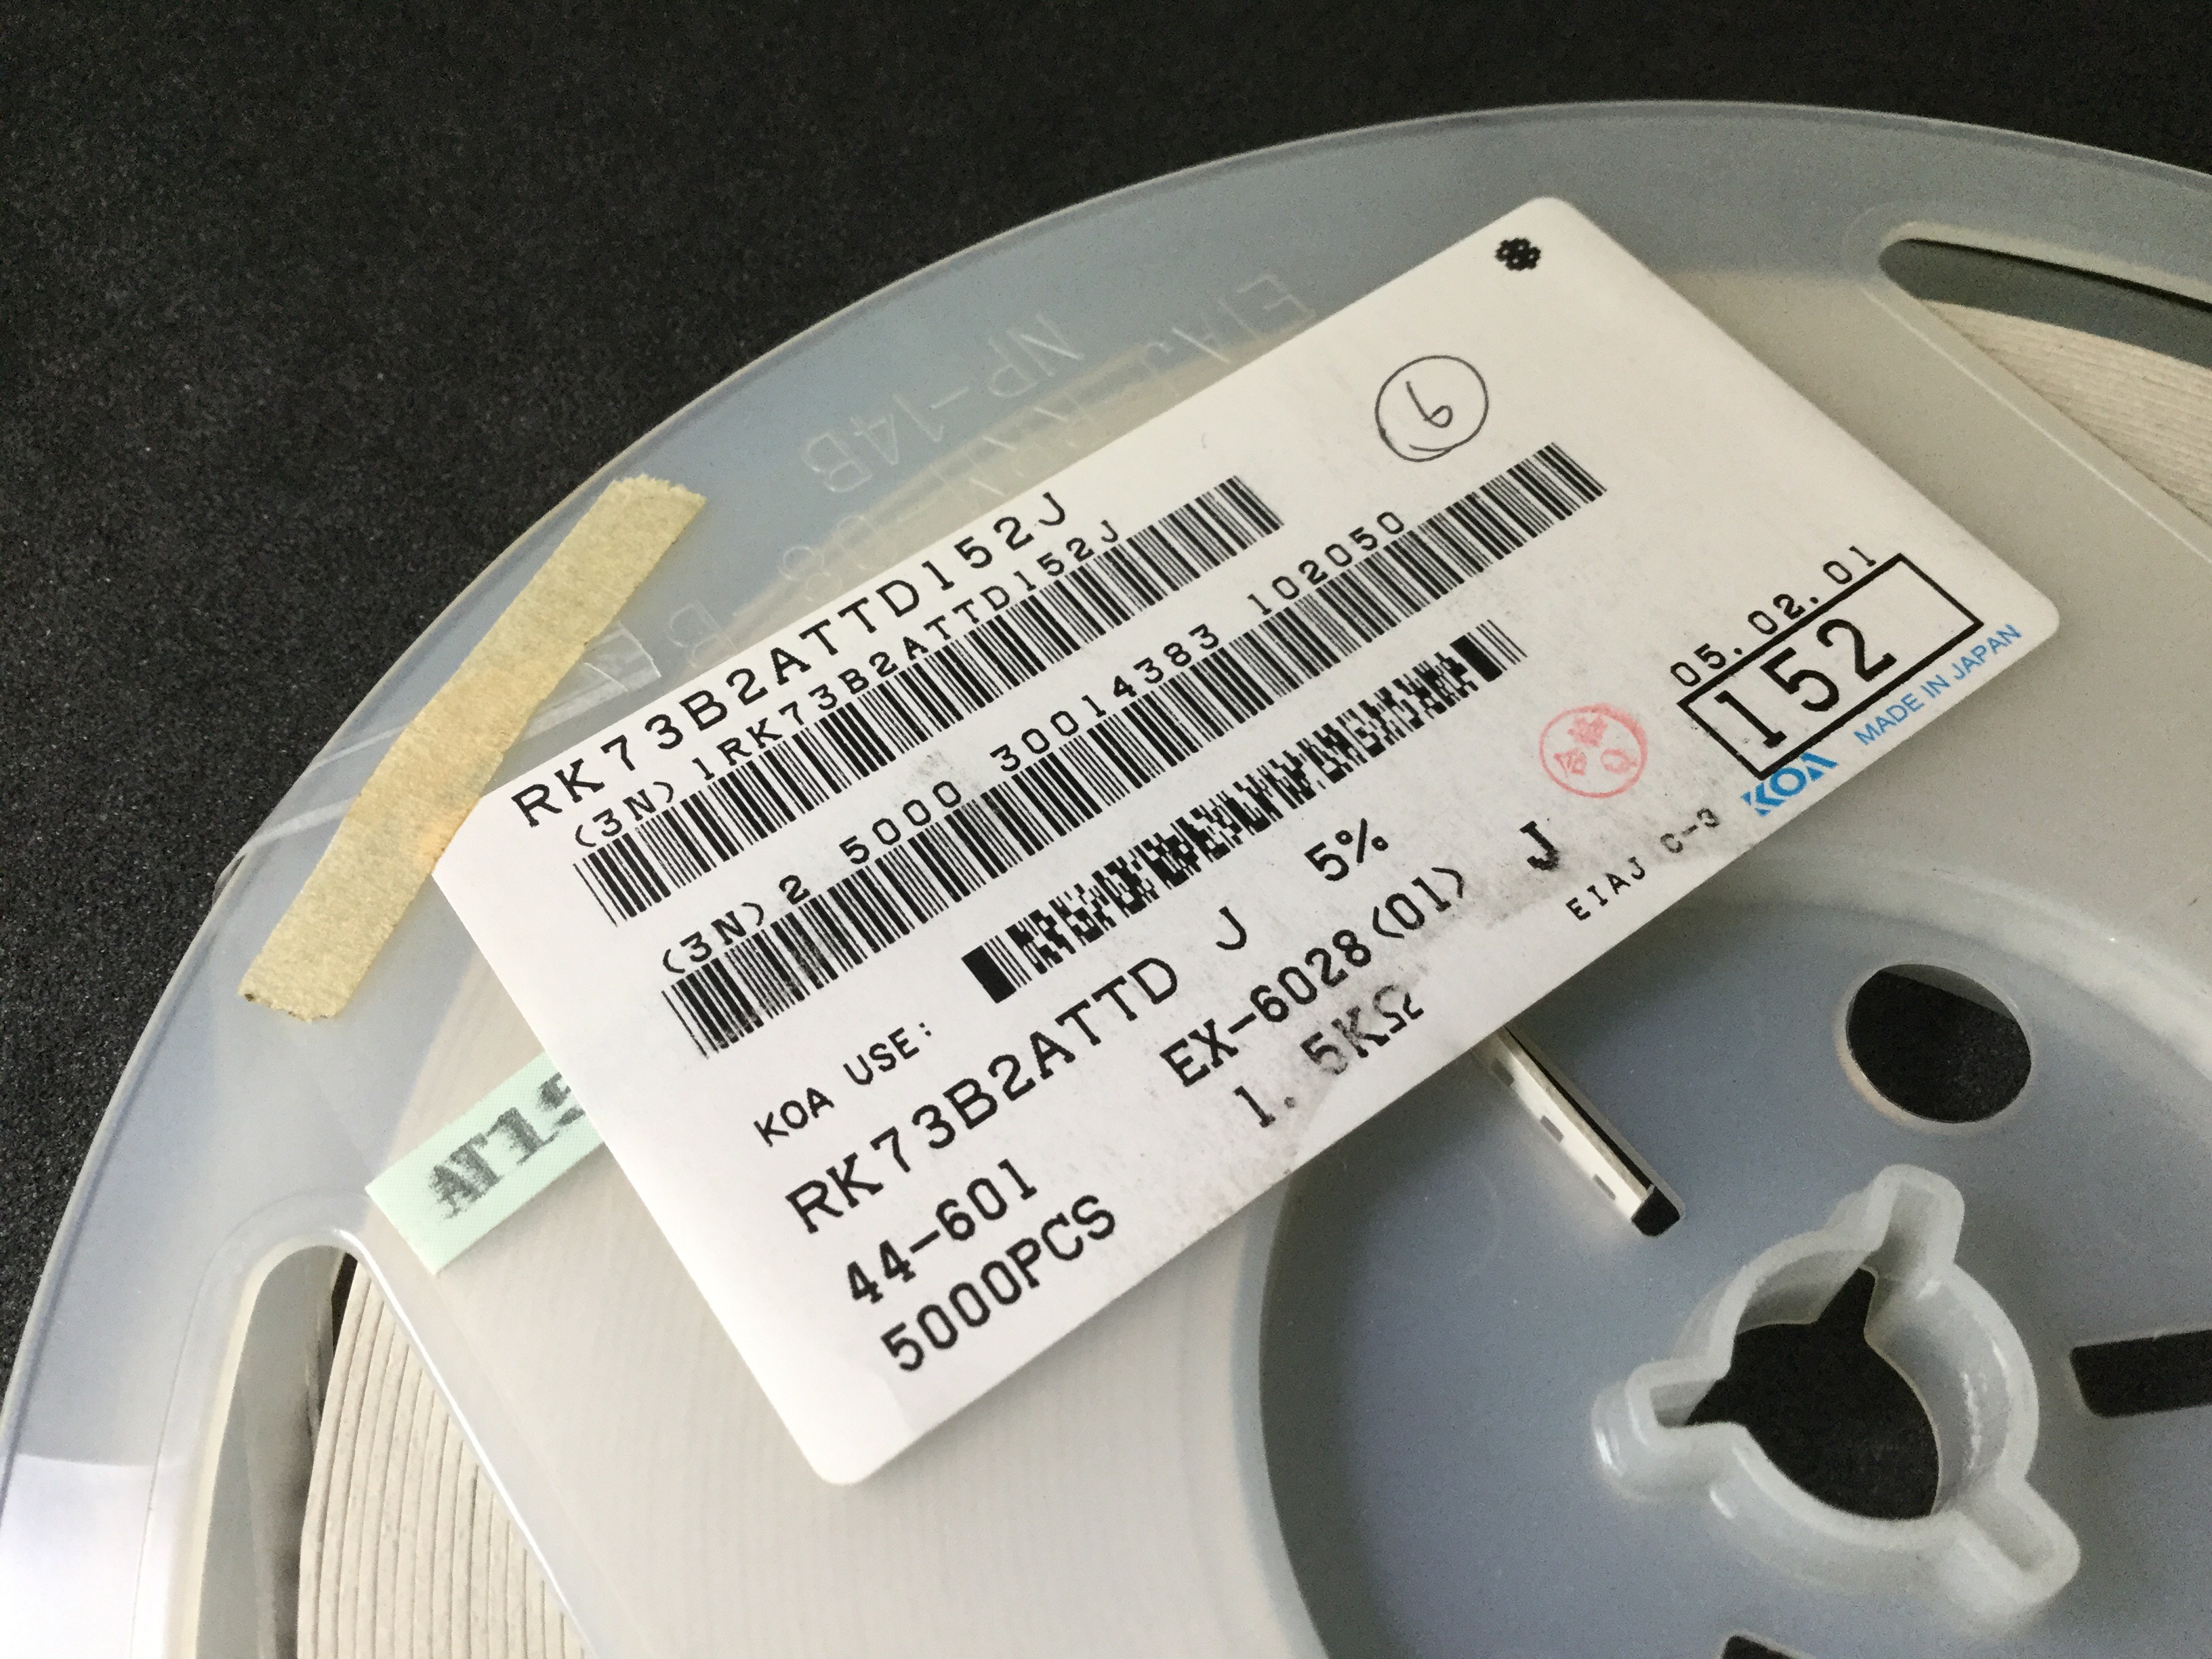 EIAJ
NP-14B
6
RK73B2ATTD152J
(3N)1RK73B2ATTD152J
(3N)2 5000 30014383 102050
KOA USE:
RK73B2ATTD J 5%
44-601 EX-6028(01) J
5000PCS 1.5KΩ
05.02.01
152
KOA MADE IN JAPAN
EIAJ C-3